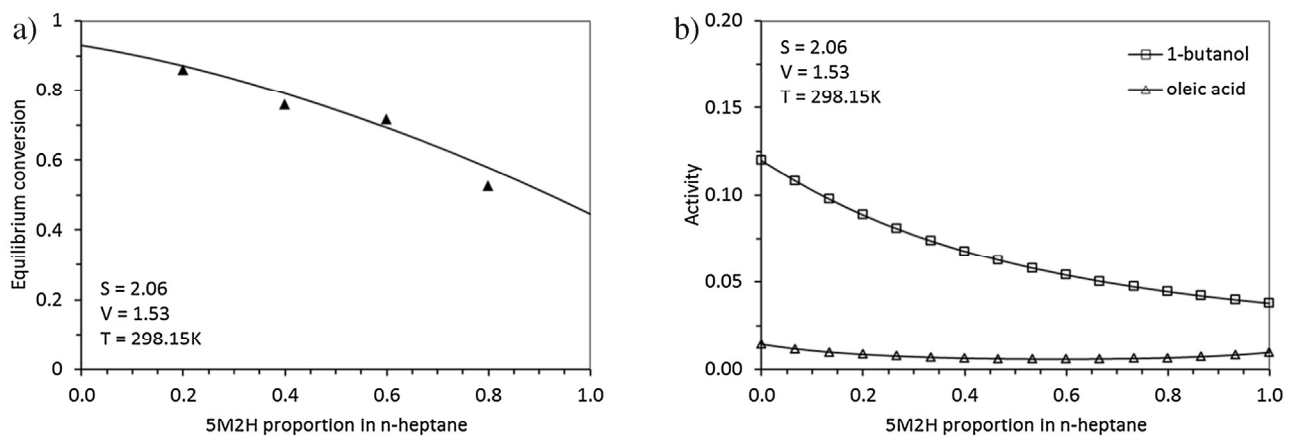 a)
1
0.8
0.6
0.4
0.2
0
Equilibrium conversion
S = 2.06
V = 1.53
T = 298.15K
0.0 0.2 0.4 0.6 0.8 1.0
5M2H proportion in n-heptane
b)
0.20
0.15
0.10
0.05
0.00
Activity
S = 2.06
V = 1.53
T = 298.15K
1-butanol
oleic acid
0.0 0.2 0.4 0.6 0.8 1.0
5M2H proportion in n-heptane